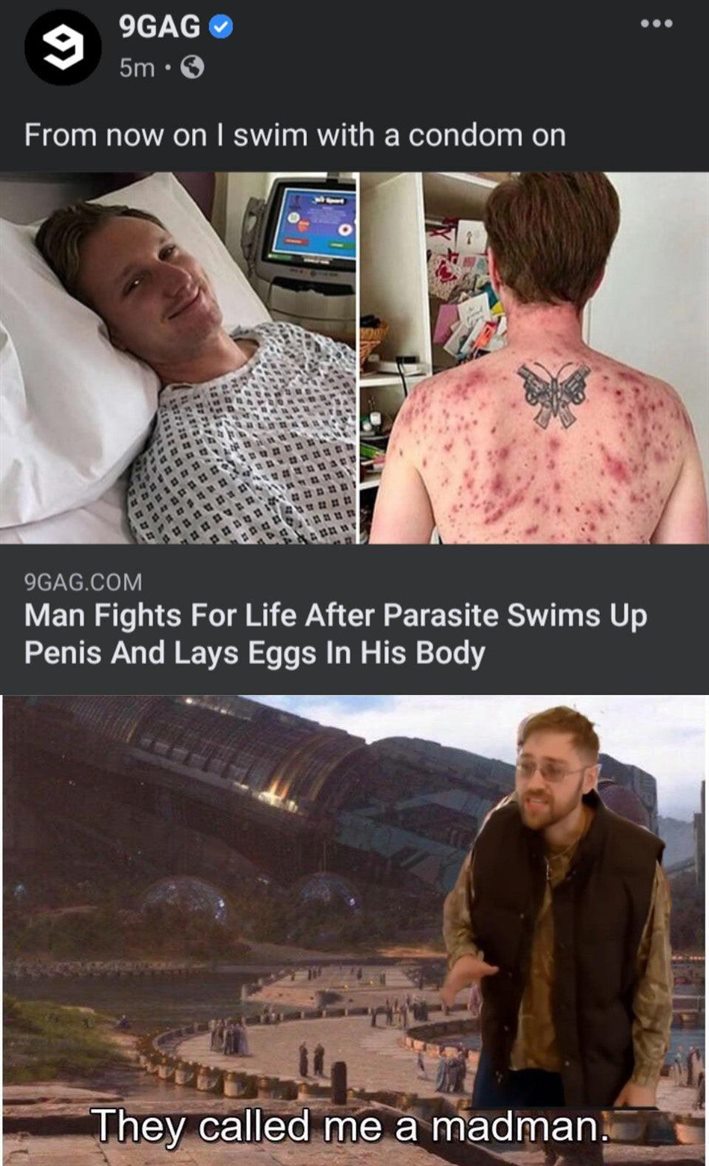 9GAG
5m
From now on I swim with a condom on
9GAG.COM
Man Fights For Life After Parasite Swims Up
Penis And Lays Eggs In His Body
They called me a madman.